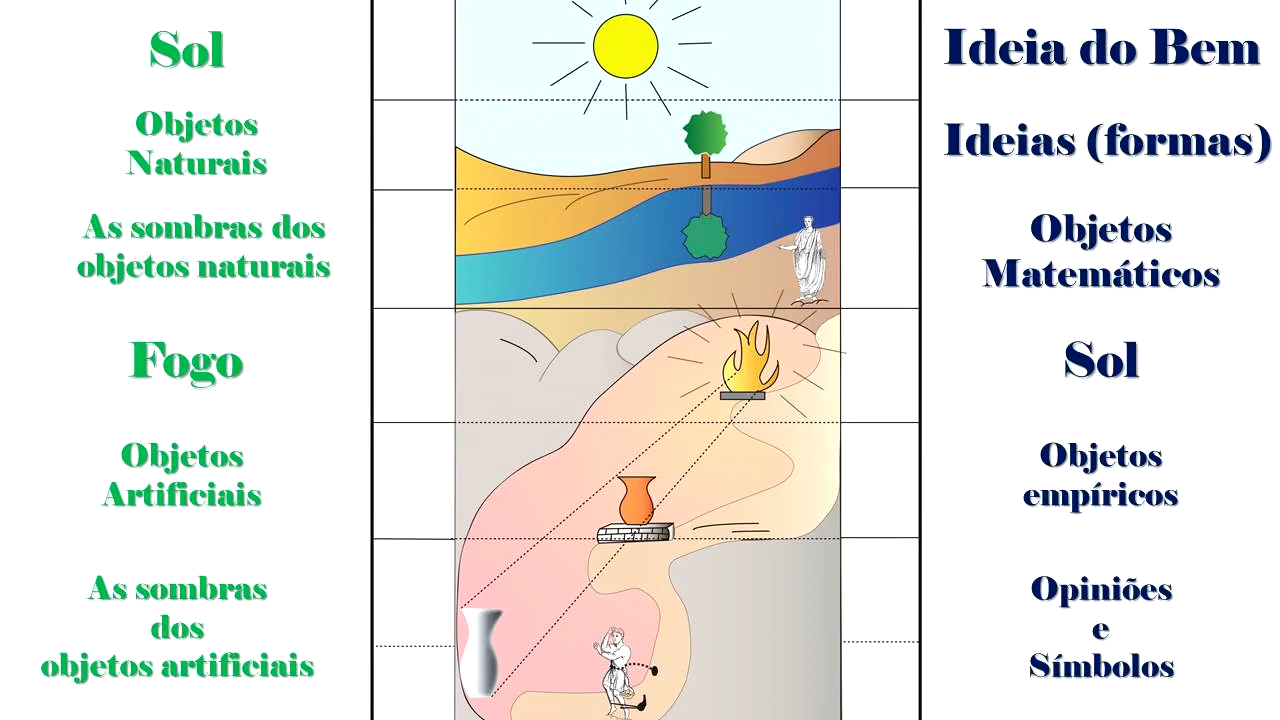 Sol
Objetos
Naturais
As sombras dos
objetos naturais
Fogo
Objetos
Artificiais
As sombras
dos
objetos artificiais
Ideia do Bem
Ideias (formas)
Objetos
Matemáticos
Sol
Objetos
empíricos
Opiniões
e
Símbolos